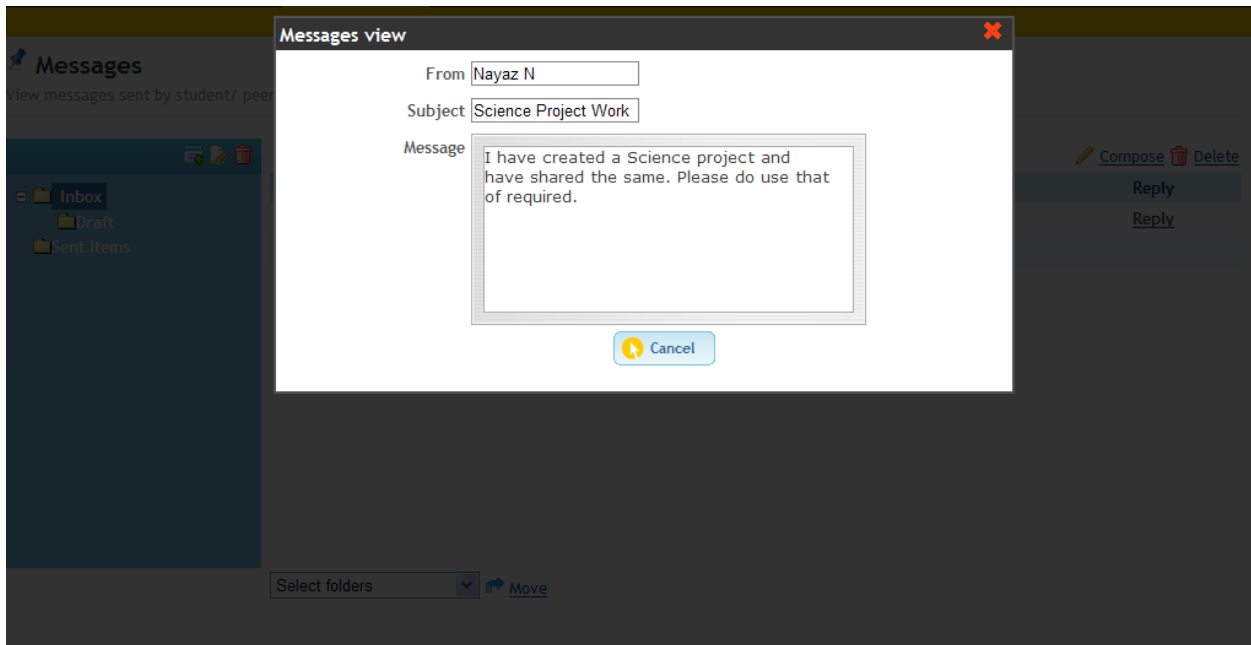 Messages view
From Nayaz N
Subject Science Project Work
Message
I have created a Science project and
have shared the same. Please do use that
of required.
Cancel
Messages
View messages sent by student/ peer
Compose Delete
Inbox
Draft
Sent Items
Reply
Reply
Select folders
Move